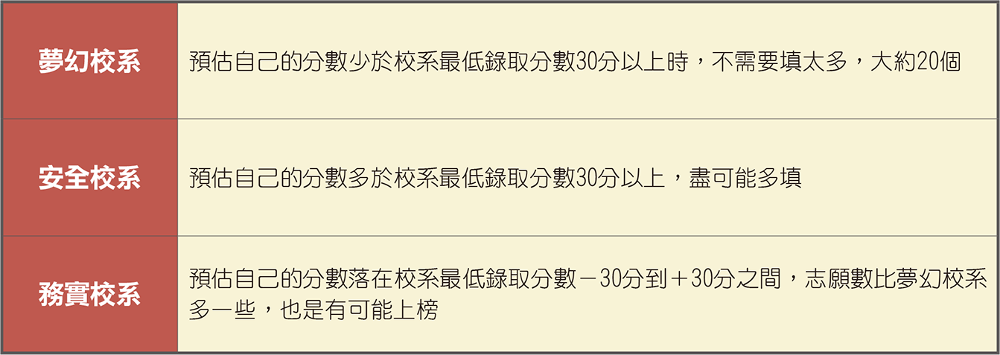 夢幻校系
預估自己的分數少於校系最低錄取分數30分以上時，不需要填太多，大約20個
安全校系
預估自己的分數多於校系最低錄取分數30分以上，盡可能多填
務實校系
預估自己的分數落在校系最低錄取分數－30分到＋30分之間，志願數比夢幻校系
多一些，也是有可能上榜